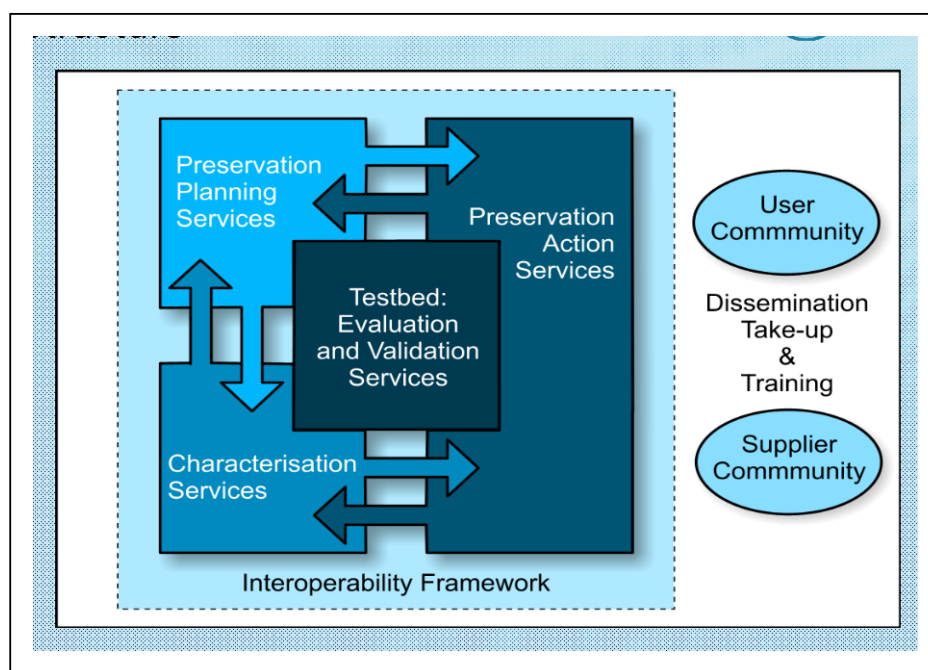 Preservation
Planning
Services
Preservation
Action
Services
Testbed:
Evaluation
and Validation
Services
Characterisation
Services
Interoperability Framework
User
Commmunity
Dissemination
Take-up
&
Training
Supplier
Commmunity